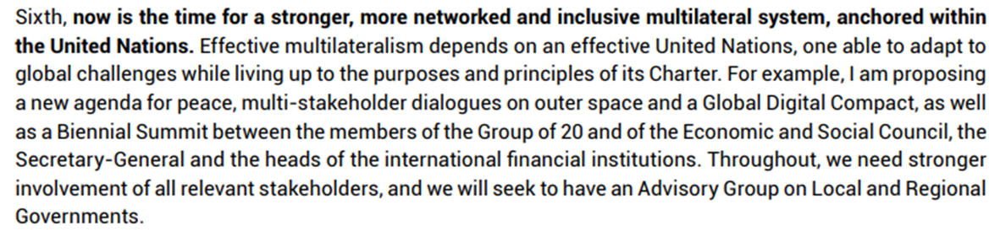 Sixth, now is the time for a stronger, more networked and inclusive multilateral system, anchored within
the United Nations. Effective multilateralism depends on an effective United Nations, one able to adapt to
global challenges while living up to the purposes and principles of its Charter. For example, I am proposing
a new agenda for peace, multi-stakeholder dialogues on outer space and a Global Digital Compact, as well
as a Biennial Summit between the members of the Group of 20 and of the Economic and Social Council, the
Secretary-General and the heads of the international financial institutions. Throughout, we need stronger
involvement of all relevant stakeholders, and we will seek to have an Advisory Group on Local and Regional
Governments.